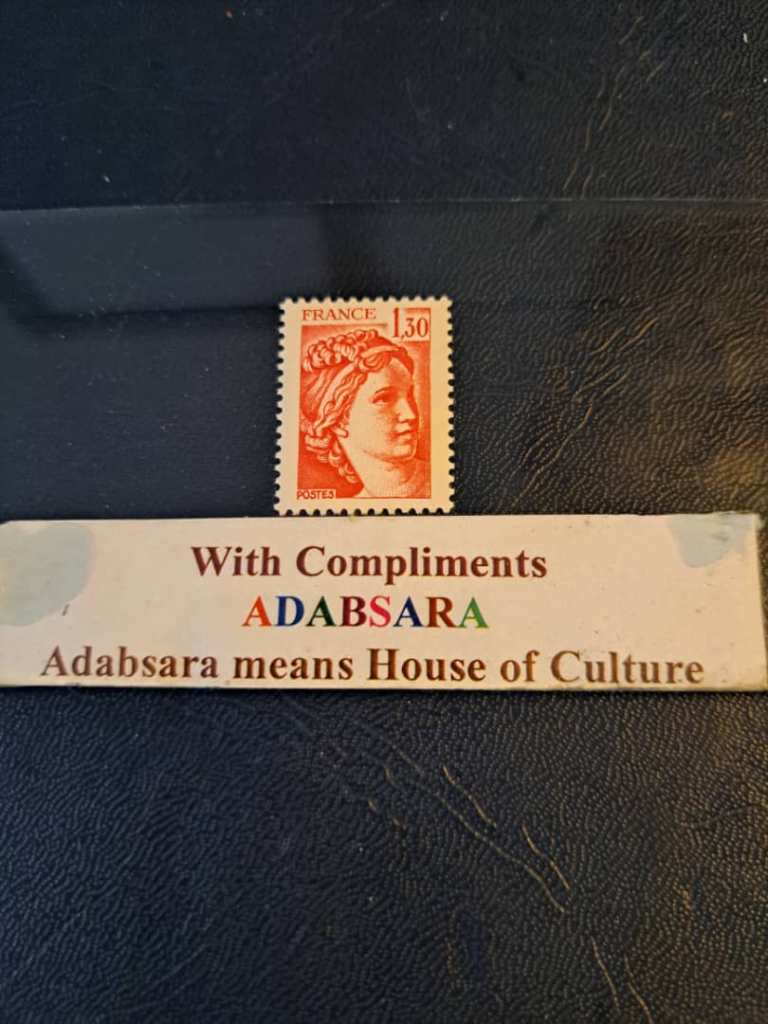 FRANCE 1,30
POSTES
With Compliments
ADABSARA
Adabsara means House of Culture